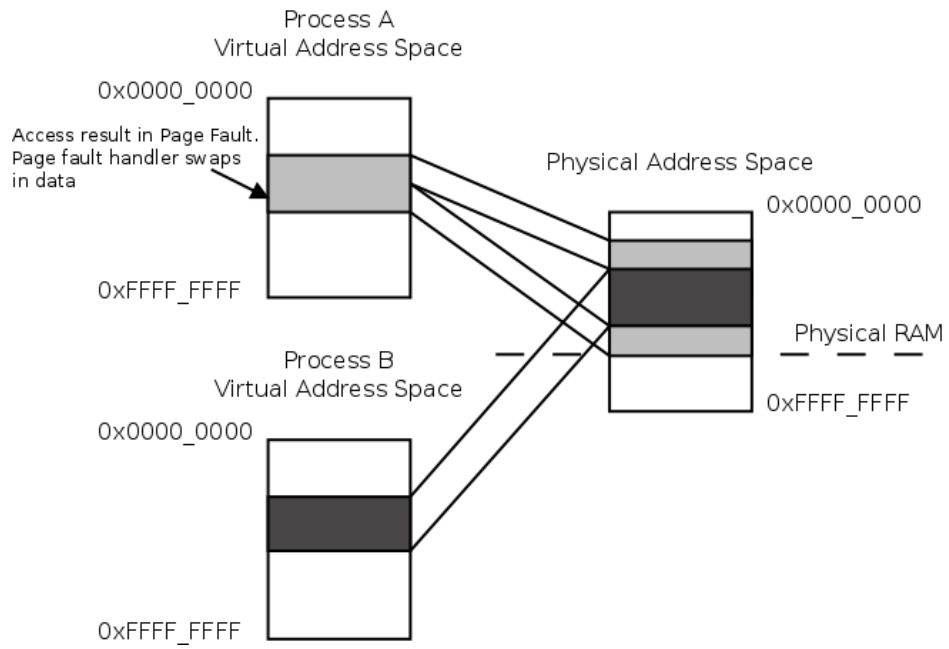 Process A
Virtual Address Space
0x0000_0000
Access result in Page Fault.
Page fault handler swaps
in data
0xFFFF_FFFF
Physical Address Space
0x0000_0000
Physical RAM
0xFFFF_FFFF
Process B
Virtual Address Space
0x0000_0000
0xFFFF_FFFF